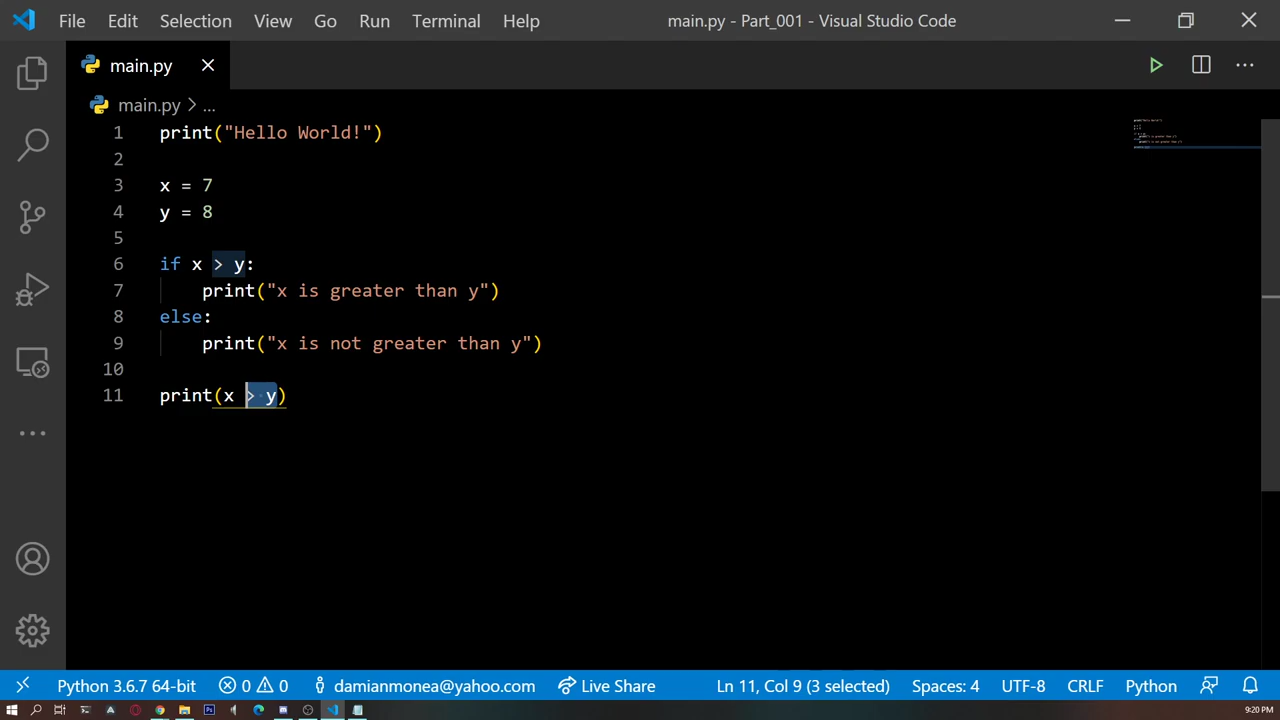 File Edit Selection View Go Run Terminal Help main.py - Part_001 - Visual Studio Code
main.py
main.py > ...
1 print("Hello World!")
2
3 x = 7
4 y = 8
5
6 if x > y:
7 print("x is greater than y")
8 else:
9 print("x is not greater than y")
10
11 print(x > y)
Python 3.6.7 64-bit 0 0 damianmonea@yahoo.com Live Share Ln 11, Col 9 (3 selected) Spaces: 4 UTF-8 CRLF Python
9:20 PM